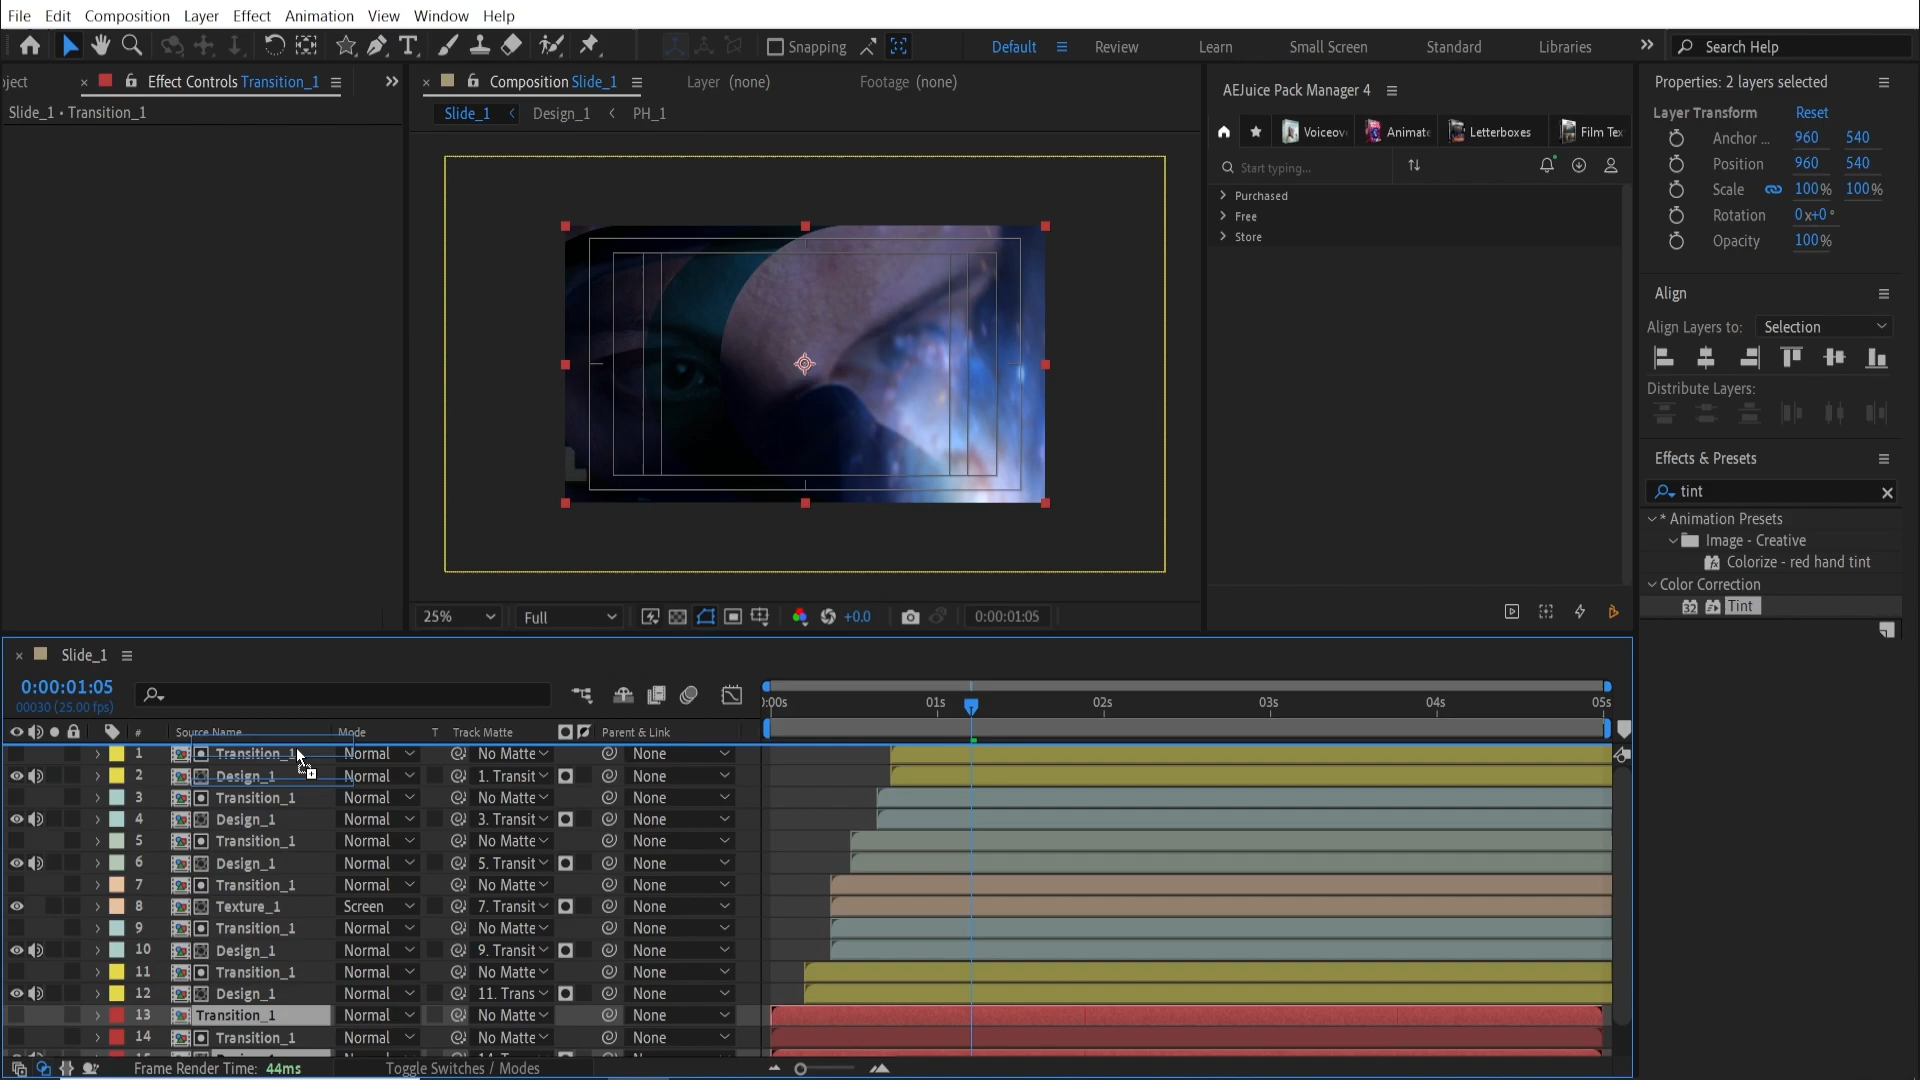 File Edit Composition Layer Effect Animation View Window Help
Snapping Default Review Learn Small Screen Standard Libraries Search Help
oject Effect Controls Transition_1
Slide_1 • Transition_1
Composition Slide_1 Layer (none) Footage (none)
Slide_1 Design_1 PH_1
25% Full +0.0 0:00:01:05
AEJuice Pack Manager 4
Voiceov Animate Letterboxes Film Tex
Start typing...
Purchased
Free
Store
Properties: 2 layers selected
Layer Transform Reset
Anchor ... 960 540
Position 960 540
Scale 100% 100%
Rotation 0x+0°
Opacity 100%
Align
Align Layers to: Selection
Distribute Layers:
Effects & Presets
tint
* Animation Presets
Image - Creative
Colorize - red hand tint
Color Correction
32 Tint
Slide_1
0:00:01:05
00030 (25.00 fps)
):00s 01s 02s 03s 04s 05s
# Source Name Mode T Track Matte Parent & Link
1 Transition_1 Normal No Matte None
2 Design_1 Normal 1. Transit None
3 Transition_1 Normal No Matte None
4 Design_1 Normal 3. Transit None
5 Transition_1 Normal No Matte None
6 Design_1 Normal 5. Transit None
7 Transition_1 Normal No Matte None
8 Texture_1 Screen 7. Transit None
9 Transition_1 Normal No Matte None
10 Design_1 Normal 9. Transit None
11 Transition_1 Normal No Matte None
12 Design_1 Normal 11. Trans None
13 Transition_1 Normal No Matte None
14 Transition_1 Normal No Matte None
Frame Render Time: 44ms Toggle Switches / Modes